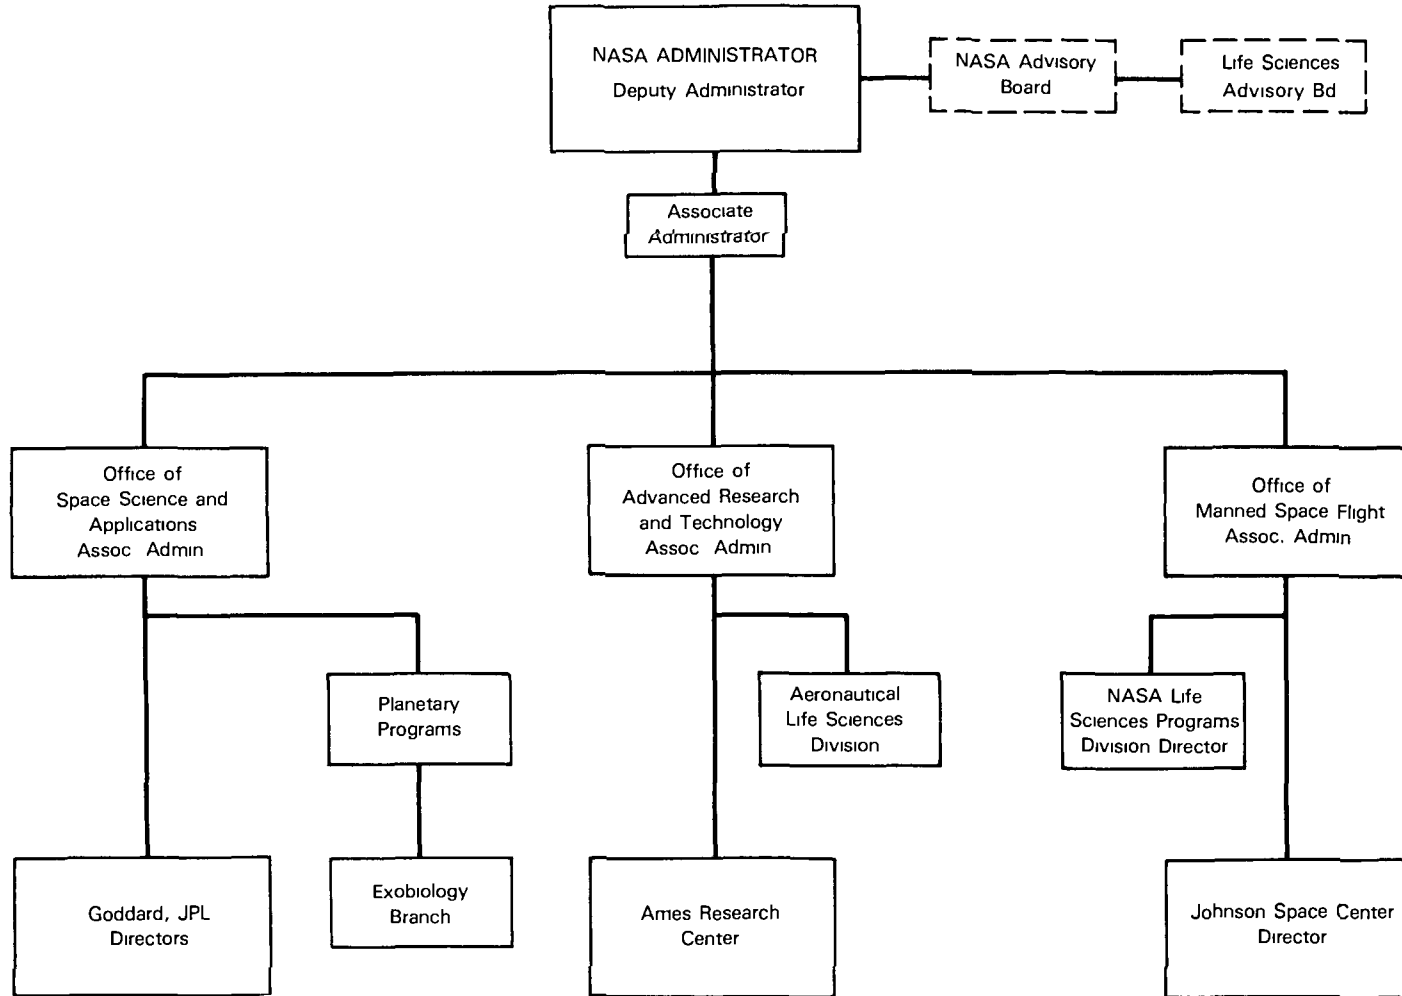 NASA ADMINISTRATOR
Deputy Administrator
NASA Advisory
Board
Life Sciences
Advisory Bd
Associate
Administrator
Office of
Space Science and
Applications
Assoc Admin
Office of
Advanced Research
and Technology
Assoc Admin
Office of
Manned Space Flight
Assoc. Admin
Planetary
Programs
Aeronautical
Life Sciences
Division
NASA Life
Sciences Programs
Division Director
Goddard, JPL
Directors
Exobiology
Branch
Ames Research
Center
Johnson Space Center
Director